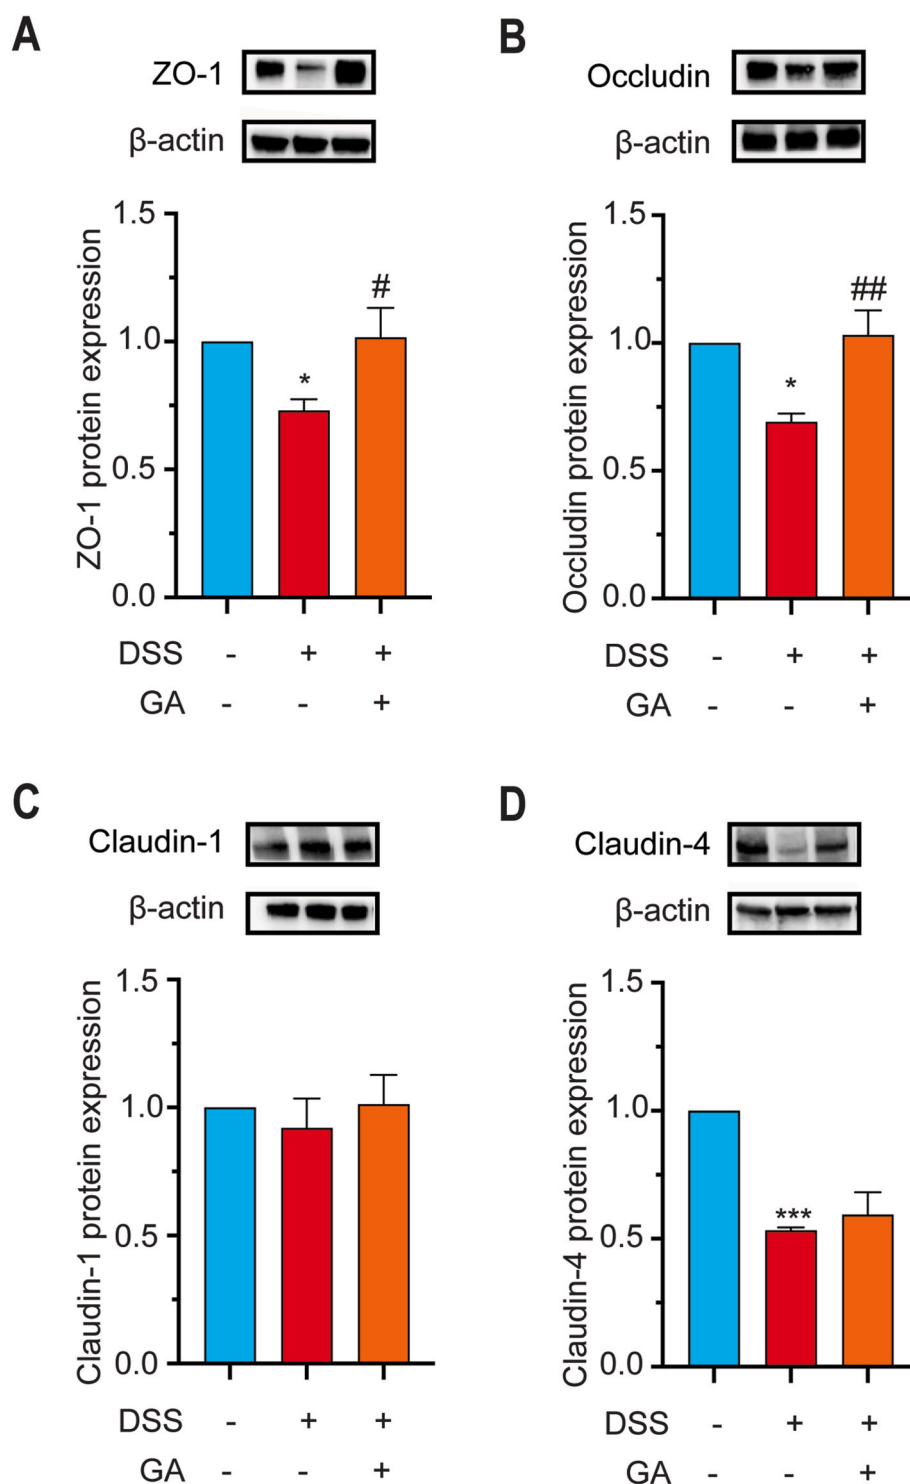 A
ZO-1
β-actin
ZO-1 protein expression
1.5
1.0
0.5
0.0
*
#
DSS - + +
GA - - +
B
Occludin
β-actin
Occludin protein expression
1.5
1.0
0.5
0.0
*
##
DSS - + +
GA - - +
C
Claudin-1
β-actin
Claudin-1 protein expression
1.5
1.0
0.5
0.0
DSS - + +
GA - - +
D
Claudin-4
β-actin
Claudin-4 protein expression
1.5
1.0
0.5
0.0
***
DSS - + +
GA - - +